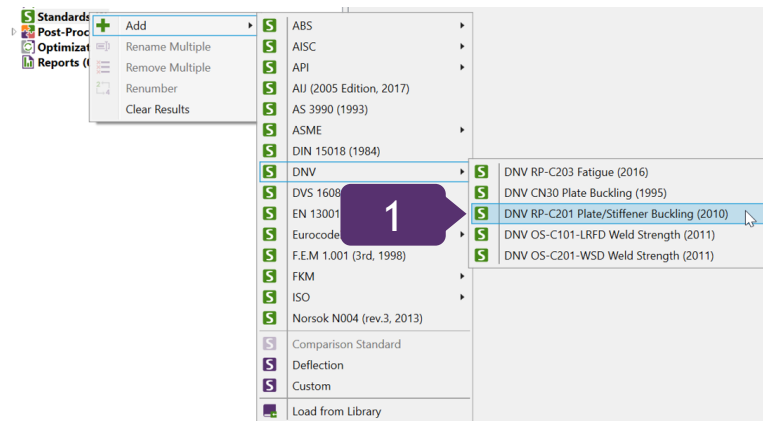 Standards
Post-Proc
Optimizat
Reports (
Add
Rename Multiple
Remove Multiple
Renumber
Clear Results
ABS
AISC
API
AIJ (2005 Edition, 2017)
AS 3990 (1993)
ASME
DIN 15018 (1984)
DNV
DVS 1608
EN 13001
Eurocode
F.E.M 1.001 (3rd, 1998)
FKM
ISO
Norsok N004 (rev.3, 2013)
Comparison Standard
Deflection
Custom
Load from Library
DNV RP-C203 Fatigue (2016)
DNV CN30 Plate Buckling (1995)
DNV RP-C201 Plate/Stiffener Buckling (2010)
DNV OS-C101-LRFD Weld Strength (2011)
DNV OS-C201-WSD Weld Strength (2011)
1